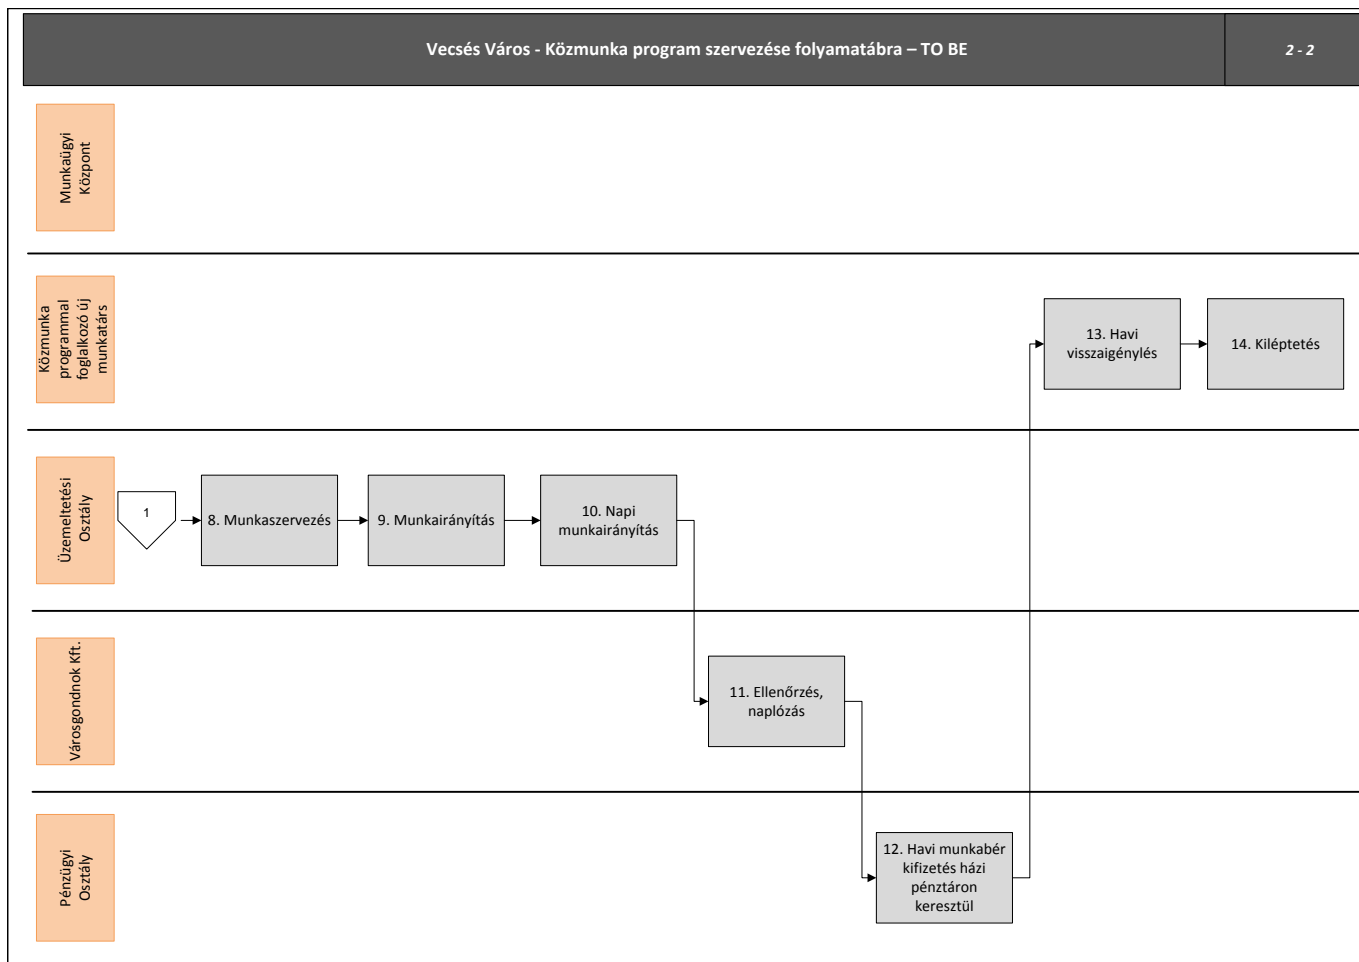 Vecsés Város - Közmunka program szervezése folyamatábra – TO BE
2 - 2
Munkaügyi
Központ
Közmunka
programmal
foglalkozó új
munkatárs
13. Havi
visszaigénylés
14. Kiléptetés
Üzemeltetési
Osztály
1
8. Munkaszervezés
9. Munkairányítás
10. Napi
munkairányítás
Városgondnok Kft.
11. Ellenőrzés,
naplózás
Pénzügyi
Osztály
12. Havi munkabér
kifizetés házi
pénztáron
keresztül